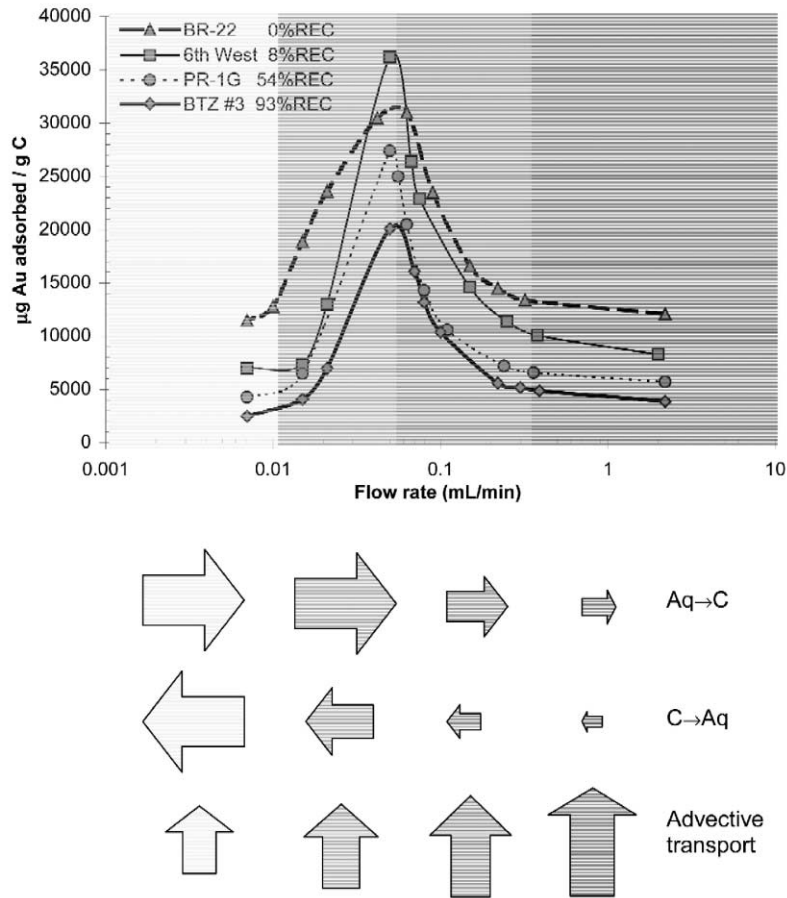 40000
35000
30000
25000
20000
15000
10000
5000
0
µg Au adsorbed / g C
BR-22 0%REC
6th West 8%REC
PR-1G 54%REC
BTZ #3 93%REC
0.001 0.01 0.1 1 10
Flow rate (mL/min)
Aq→C
C→Aq
Advective
transport